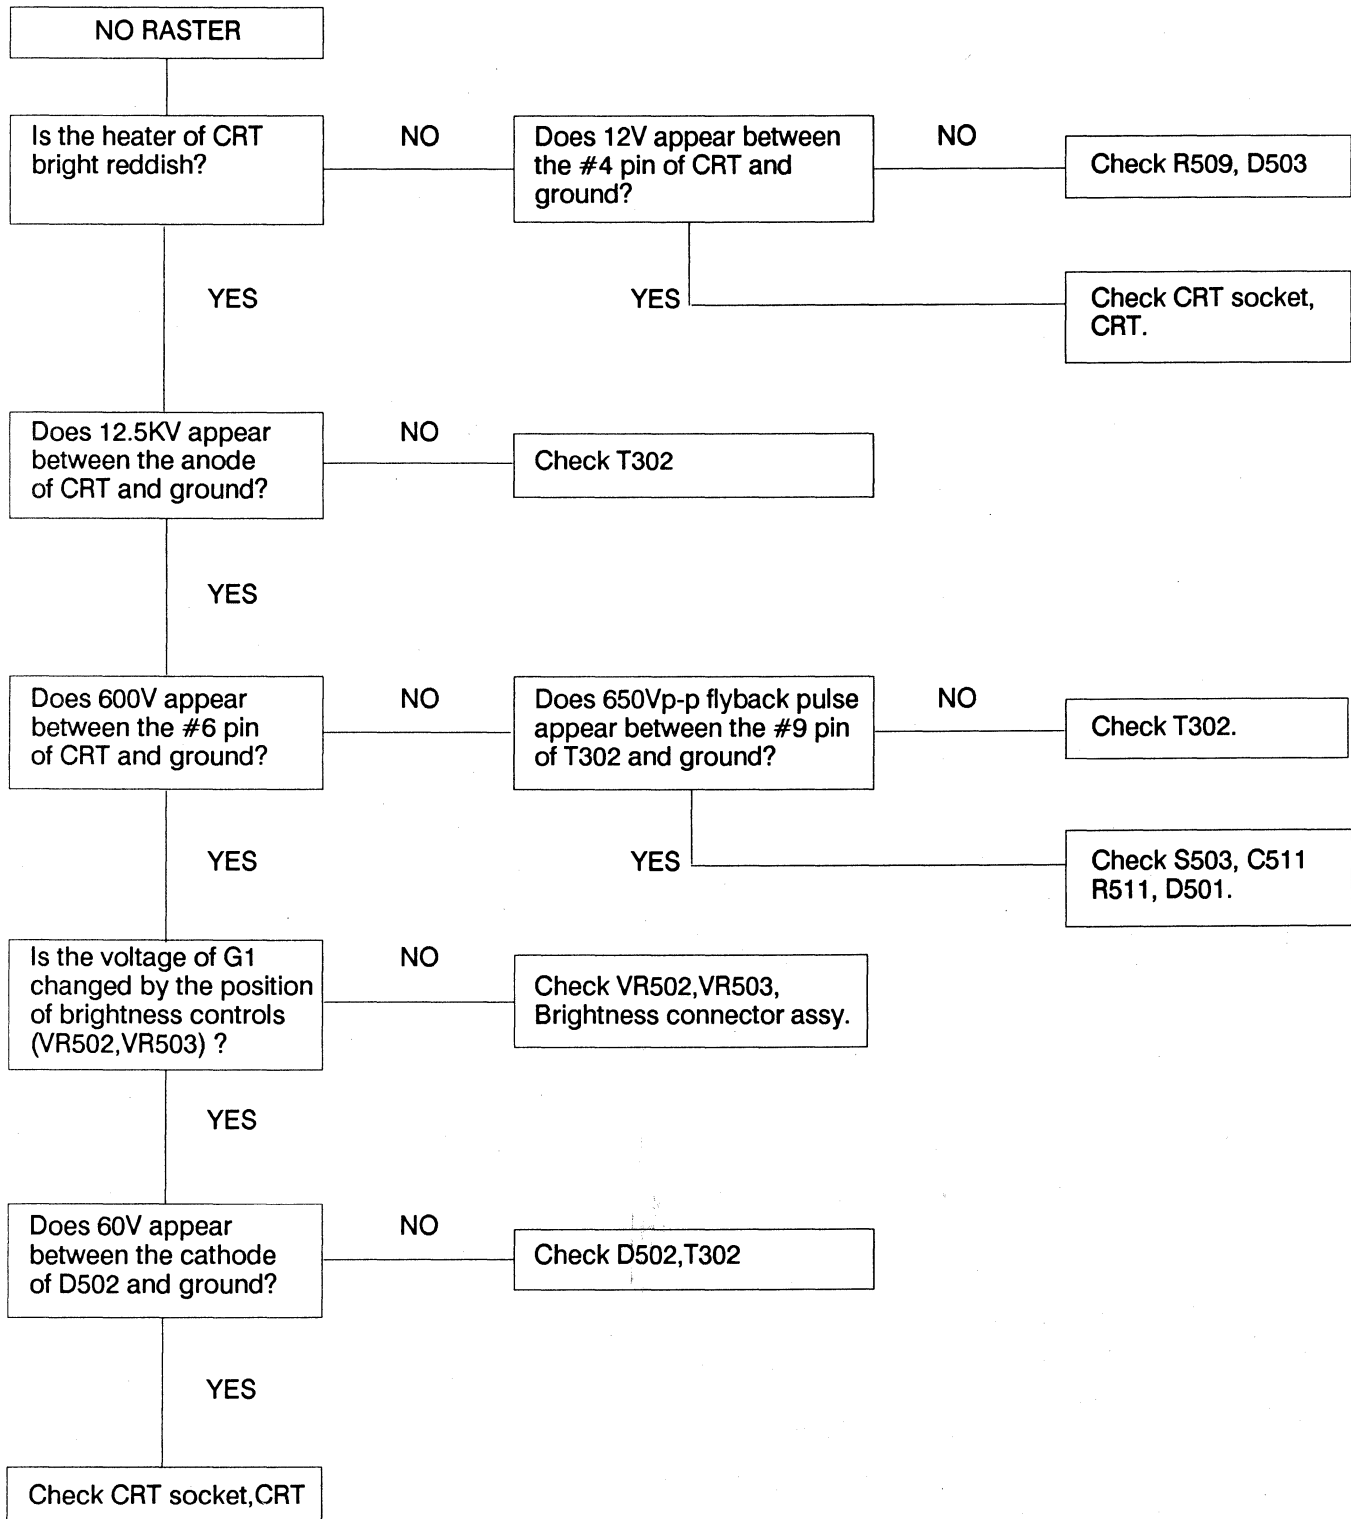 NO RASTER
Is the heater of CRT
bright reddish?
NO
Does 12V appear between
the #4 pin of CRT and
ground?
NO
Check R509, D503
YES
YES
Check CRT socket,
CRT.
Does 12.5KV appear
between the anode
of CRT and ground?
NO
Check T302
YES
Does 600V appear
between the #6 pin
of CRT and ground?
NO
Does 650Vp-p flyback pulse
appear between the #9 pin
of T302 and ground?
NO
Check T302.
YES
YES
Check S503, C511
R511, D501.
Is the voltage of G1
changed by the position
of brightness controls
(VR502,VR503) ?
NO
Check VR502,VR503,
Brightness connector assy.
YES
Does 60V appear
between the cathode
of D502 and ground?
NO
Check D502,T302
YES
Check CRT socket,CRT